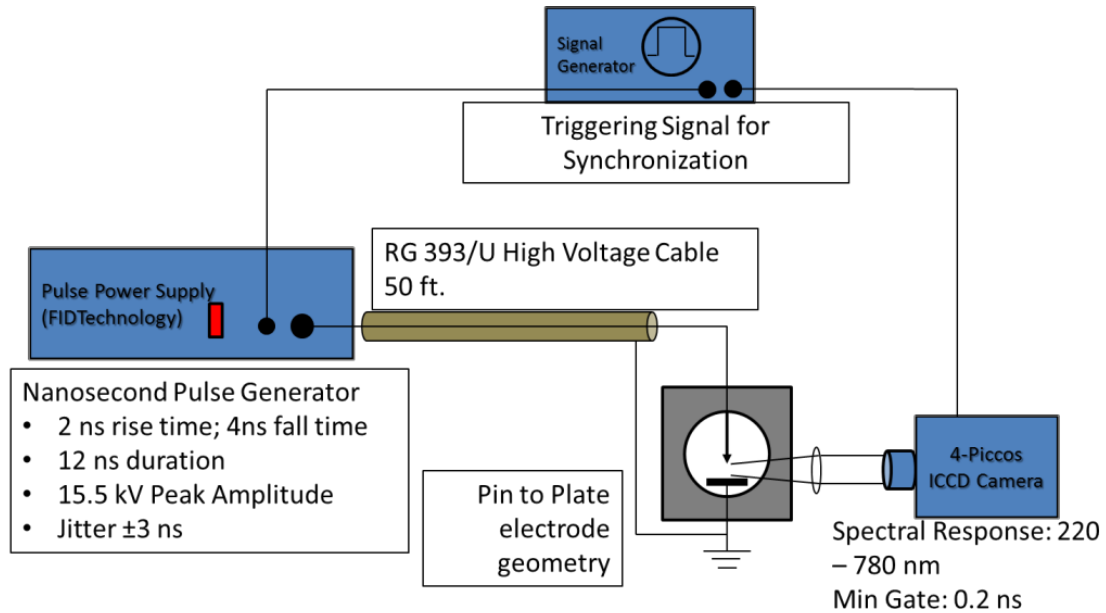 Signal
Generator
Triggering Signal for
Synchronization
RG 393/U High Voltage Cable
50 ft.
Pulse Power Supply
(FIDTechnology)
Nanosecond Pulse Generator
• 2 ns rise time; 4ns fall time
• 12 ns duration
• 15.5 kV Peak Amplitude
• Jitter ±3 ns
Pin to Plate
electrode
geometry
4-Piccos
ICCD Camera
Spectral Response: 220
– 780 nm
Min Gate: 0.2 ns